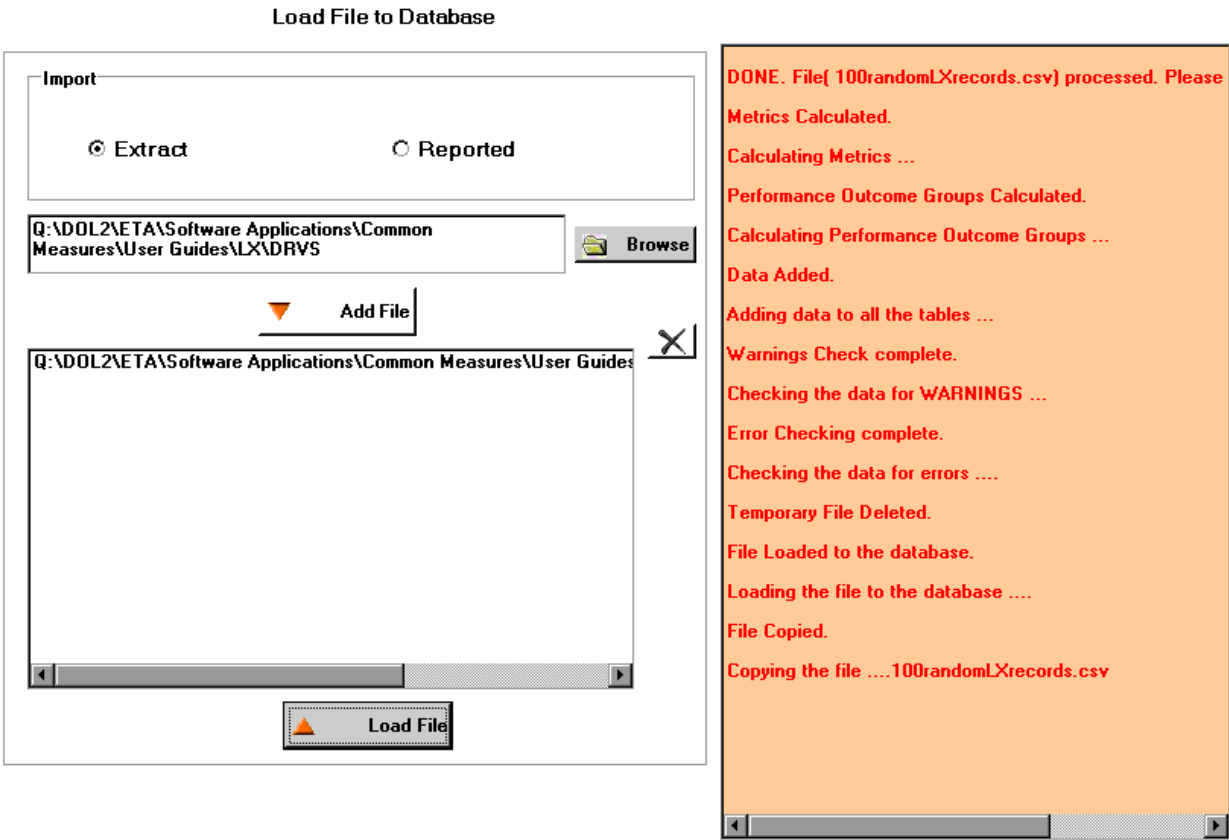 Load File to Database
Import
Extract
Reported
Q:\DOL2\ETA\Software Applications\Common
Measures\User Guides\LX\DRVS
Browse
Add File
Q:\DOL2\ETA\Software Applications\Common Measures\User Guides
Load File
DONE. File( 100randomLXrecords.csv) processed. Please
Metrics Calculated.
Calculating Metrics ...
Performance Outcome Groups Calculated.
Calculating Performance Outcome Groups ...
Data Added.
Adding data to all the tables ...
Warnings Check complete.
Checking the data for WARNINGS ...
Error Checking complete.
Checking the data for errors ....
Temporary File Deleted.
File Loaded to the database.
Loading the file to the database ....
File Copied.
Copying the file ....100randomLXrecords.csv